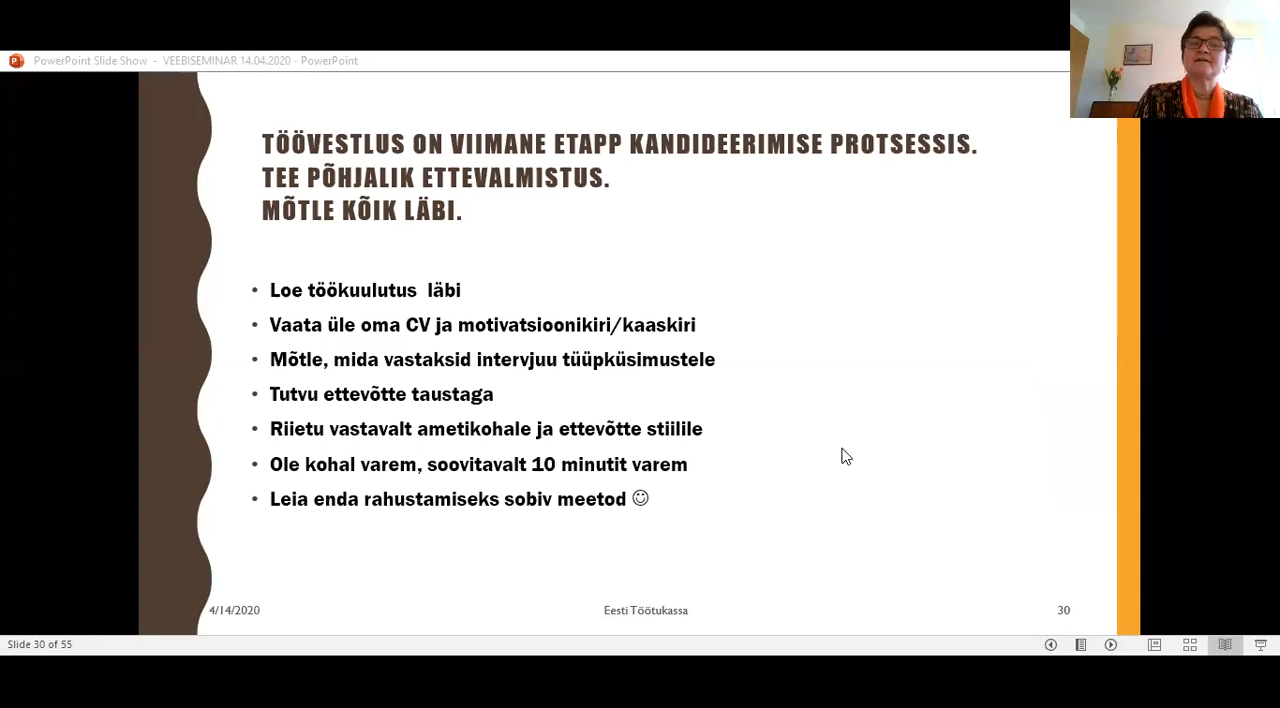 PowerPoint Slide Show - VEEBISEMINAR 14.04.2020 - PowerPoint
TÖÖVESTLUS ON VIIMANE ETAPP KANDIDEERIMISE PROTSESSIS.
TEE PÕHJALIK ETTEVALMISTUS.
MÕTLE KÕIK LÄBI.
• Loe töökuulutus läbi
• Vaata üle oma CV ja motivatsioonikiri/kaaskiri
• Mõtle, mida vastaksid intervjuu tüüpküsimustele
• Tutvu ettevõtte taustaga
• Riietu vastavalt ametikohale ja ettevõtte stiilile
• Ole kohal varem, soovitavalt 10 minutit varem
• Leia enda rahustamiseks sobiv meetod ☺
4/14/2020 Eesti Töötukassa 30
Slide 30 of 55